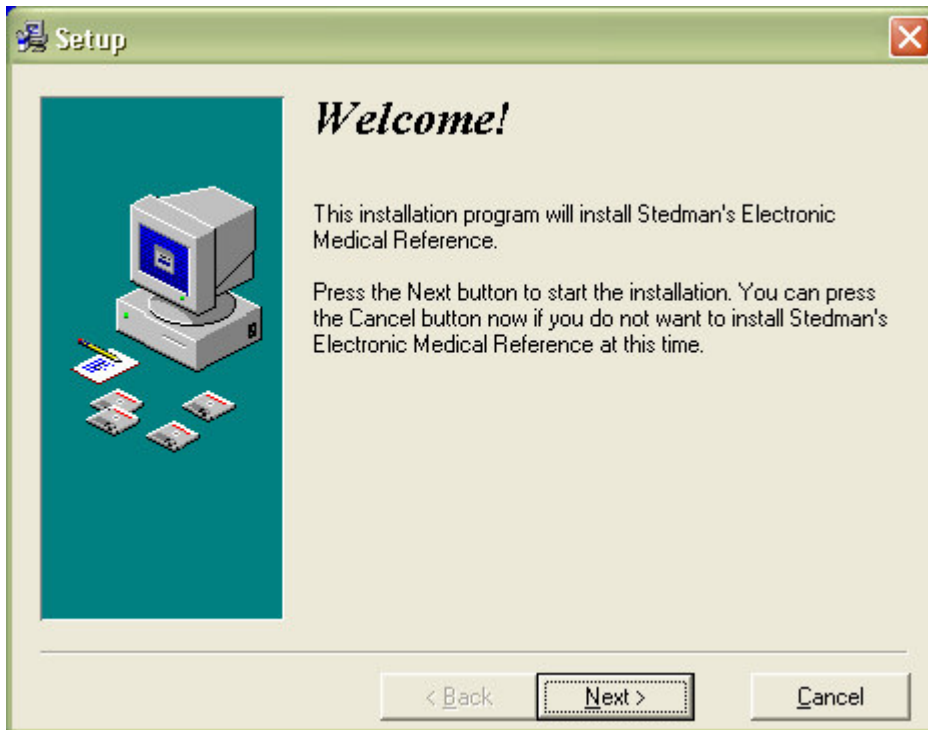 Setup
Welcome!
This installation program will install Stedman's Electronic
Medical Reference.
Press the Next button to start the installation. You can press
the Cancel button now if you do not want to install Stedman's
Electronic Medical Reference at this time.
< Back
Next >
Cancel